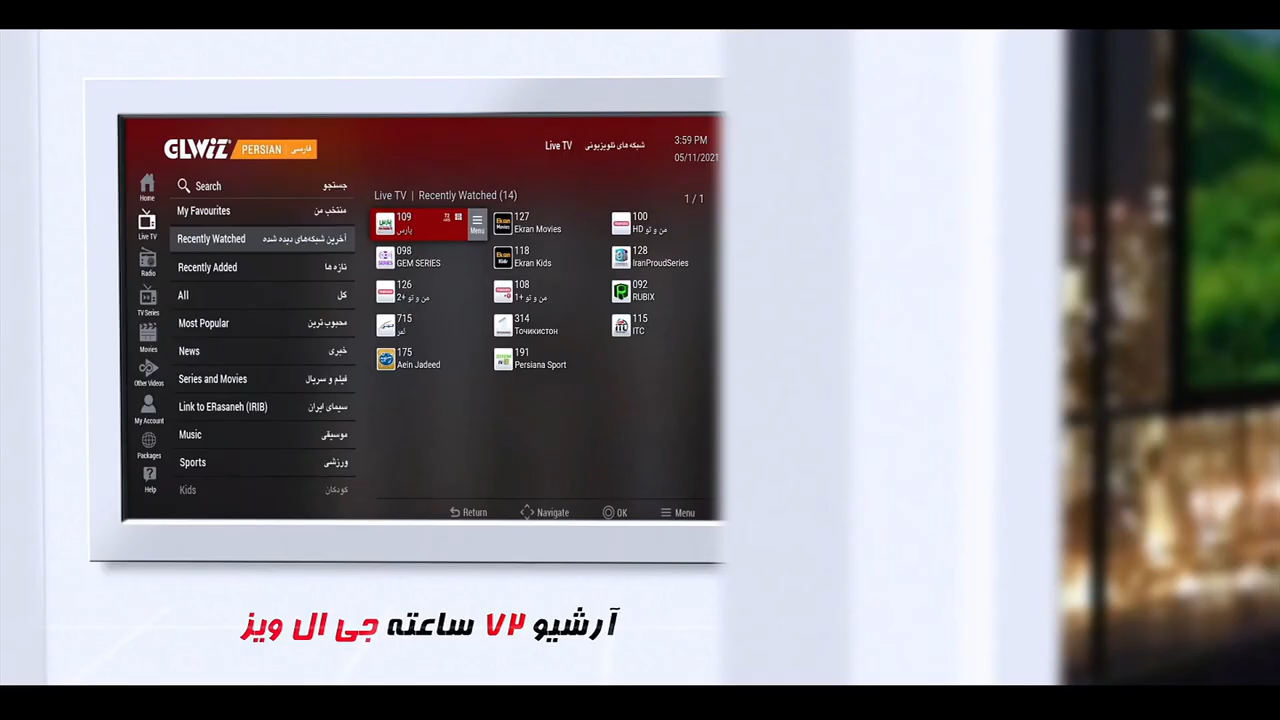 GLWiZ PERSIAN فارسی
Live TV شبکه های تلویزیونی
3:59 PM
05/11/2021
Home
Live TV
Radio
TV Series
Movies
Other Videos
My Account
Packages
Help
Search جستجو
My Favourites منتخب من
Recently Watched آخرین شبکه‌های دیده شده
Recently Added تازه ها
All کل
Most Popular محبوب ترین
News خبری
Series and Movies فیلم و سریال
Link to ERasaneh (IRIB) سیمای ایران
Music موسیقی
Sports ورزشی
Kids کودکان
Live TV | Recently Watched (14)
1 / 1
109 پارس
Menu
127 Ekran Movies
100 من و تو HD
098 GEM SERIES
118 Ekran Kids
128 IranProudSeries
126 من و تو 2+
108 من و تو 1+
092 RUBIX
715 لمر
314 Точикистон
115 ITC
175 Aein Jadeed
191 Persiana Sport
Return Navigate OK Menu
آرشیو ۷۲ ساعته جی ال ویز